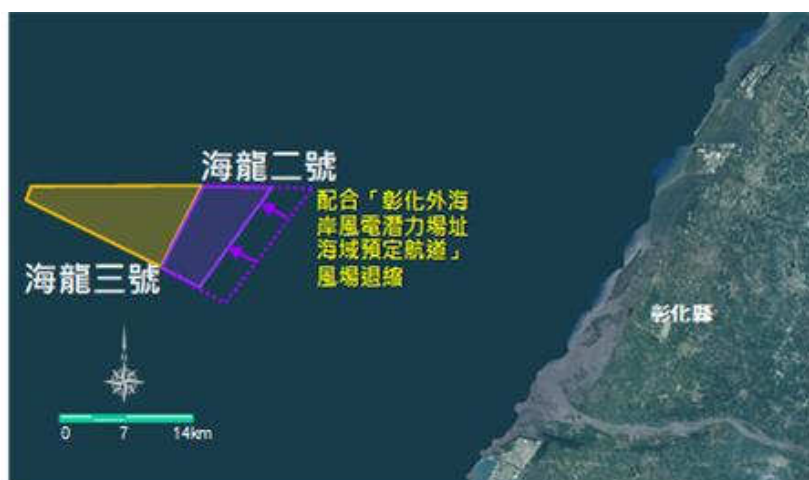 海龍二號
配合「彰化外海
岸風電潛力場址
海域預定航道」
風場退縮
海龍三號
彰化縣
N
0 7 14km